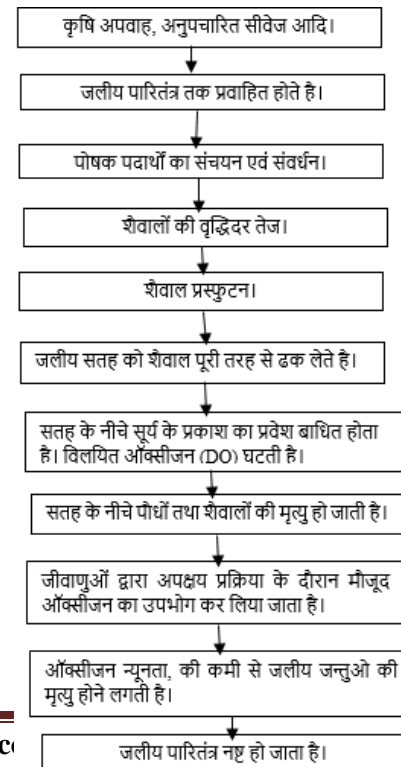 कृषि अपवाह, अनुपचारित सीवेज आदि।
जलीय पारितंत्र तक प्रवाहित होते है।
पोषक पदार्थों का संचयन एवं संवर्धन।
शैवालों की वृद्धिदर तेज।
शैवाल प्रस्फुटन।
जलीय सतह को शैवाल पूरी तरह से ढक लेते है।
सतह के नीचे सूर्य के प्रकाश का प्रवेश बाधित होता
है। विलयित ऑक्सीजन (DO) घटती है।
सतह के नीचे पौधों तथा शैवालों की मृत्यु हो जाती है।
जीवाणुओं द्वारा अपक्षय प्रक्रिया के दौरान मौजूद
ऑक्सीजन का उपभोग कर लिया जाता है।
ऑक्सीजन न्यूनता, की कमी से जलीय जन्तुओ की
मृत्यु होने लगती है।
जलीय पारितंत्र नष्ट हो जाता है।